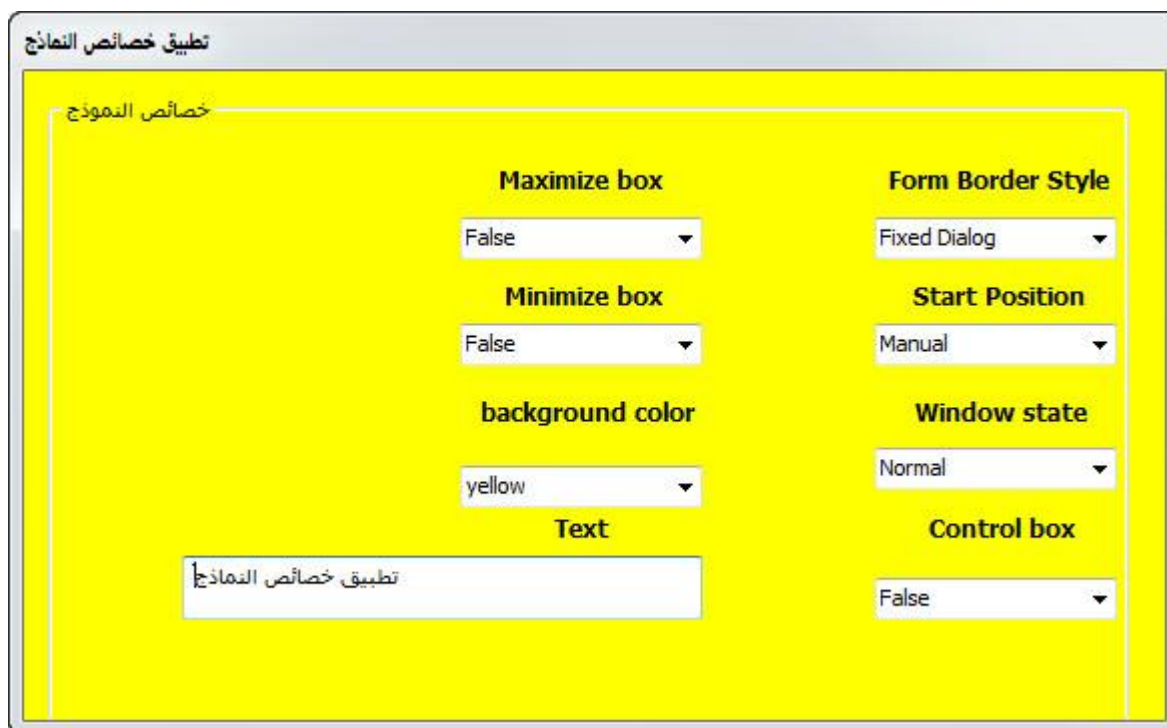 تطبيق خصائص النماذج
خصائص النموذج
Maximize box
Form Border Style
False
Fixed Dialog
Minimize box
Start Position
False
Manual
background color
Window state
yellow
Normal
Text
Control box
تطبيق خصائص النماذج
False